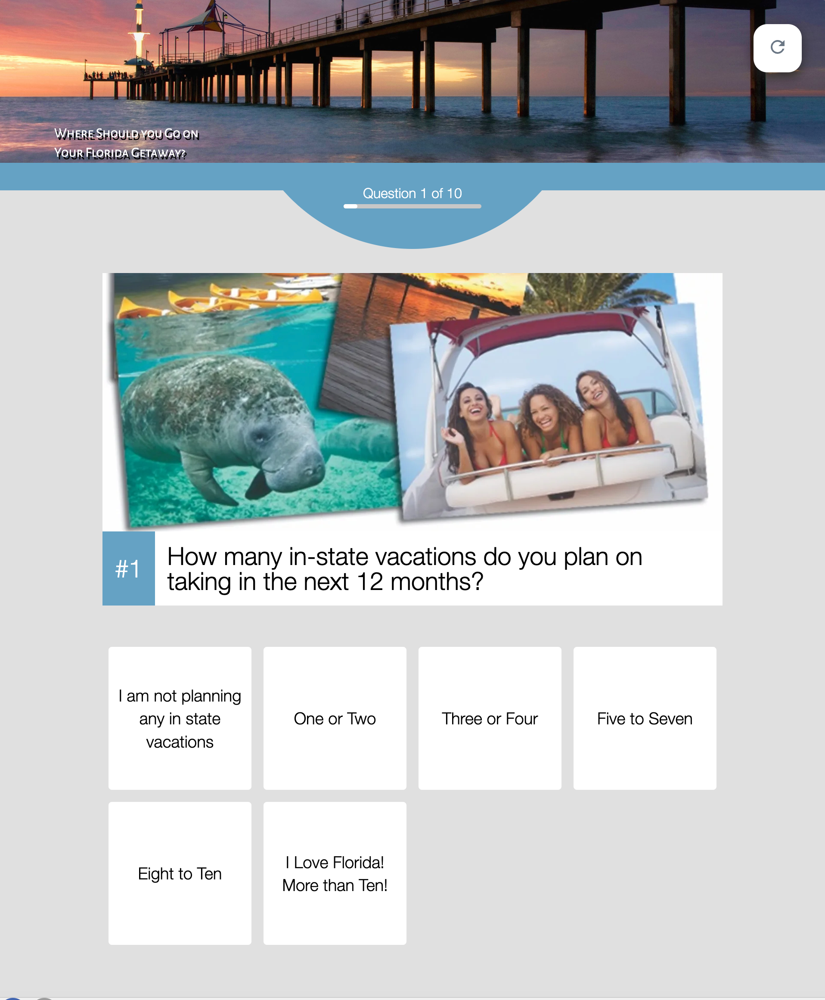 Where Should you Go on
Your Florida Getaway?
Question 1 of 10
#1
How many in-state vacations do you plan on
taking in the next 12 months?
I am not planning
any in state
vacations
One or Two
Three or Four
Five to Seven
Eight to Ten
I Love Florida!
More than Ten!